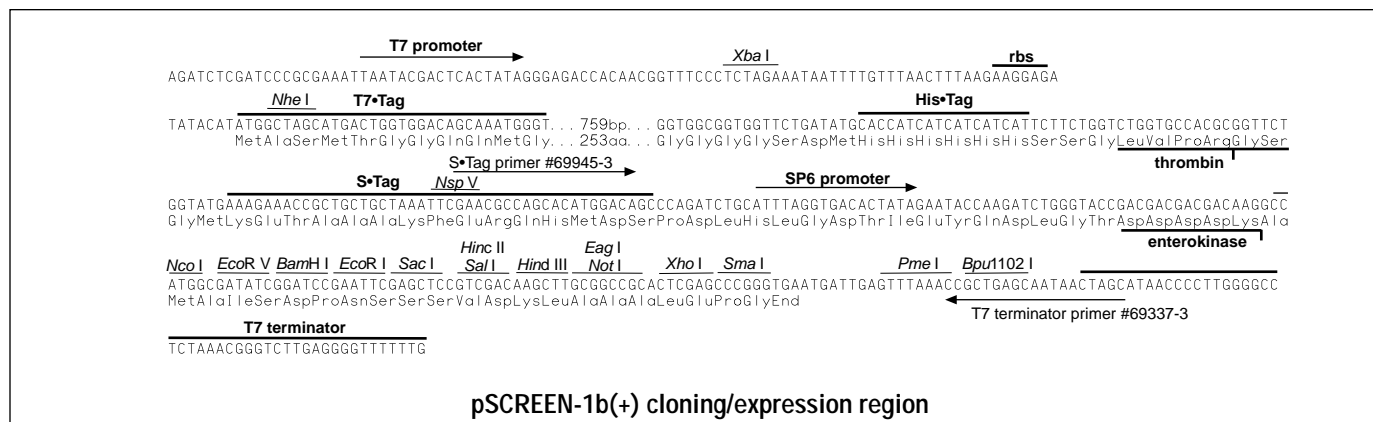 T7 promoter
Xba I
rbs
AGATCTCGATCCCGCGAAATTAATACGACTCACTATAGGGAGACCACAACGGTTTCCCTCTAGAAATAATTTTGTTTAACTTTAAGAAGGAGA
Nhe I
T7•Tag
His•Tag
TATACATATGGCTAGCATGACTGGTGGACAGCAAATGGGT... 759bp... GGTGGCGGTGGTTCTGATATGCACCATCATCATCATCATTCTTCTGGTCTGGTGCCACGCGGTTCT
MetAlaSerMetThrGlyGlyGlnGlnMetGly... 253aa... GlyGlyGlyGlySerAspMetHisHisHisHisHisHisSerSerGlyLeuValProArgGlySer
S•Tag primer #69945-3
thrombin
S•Tag
Nsp V
SP6 promoter
GGTATGAAAGAAACCGCTGCTGCTAAATTCGAACGCCAGCACATGGACAGCCCAGATCTGCATTTAGGTGACACTATAGAATACCAAGATCTGGGTACCGACGACGACGACAAGGCC
GlyMetLysGluThrAlaAlaAlaLysPheGluArgGlnHisMetAspSerProAspLeuHisLeuGlyAspThrIleGluTyrGlnAspLeuGlyThrAspAspAspAspLysAla
enterokinase
Nco I
EcoR V
BamH I
EcoR I
Sac I
Hinc II
Sal I
Hind III
Eag I
Not I
Xho I
Sma I
Pme I
Bpu1102 I
ATGGCGATATCGGATCCGAATTCGAGCTCCGTCGACAAGCTTGCGGCCGCACTCGAGCCCGGGTGAATGATTGAGTTTAAACCGCTGAGCAATAACTAGCATAACCCCTTGGGGCC
MetAlaIleSerAspProAsnSerSerSerValAspLysLeuAlaAlaAlaLeuGluProGlyEnd
T7 terminator primer #69337-3
T7 terminator
TCTAAACGGGTCTTGAGGGGTTTTTTG
pSCREEN-1b(+) cloning/expression region